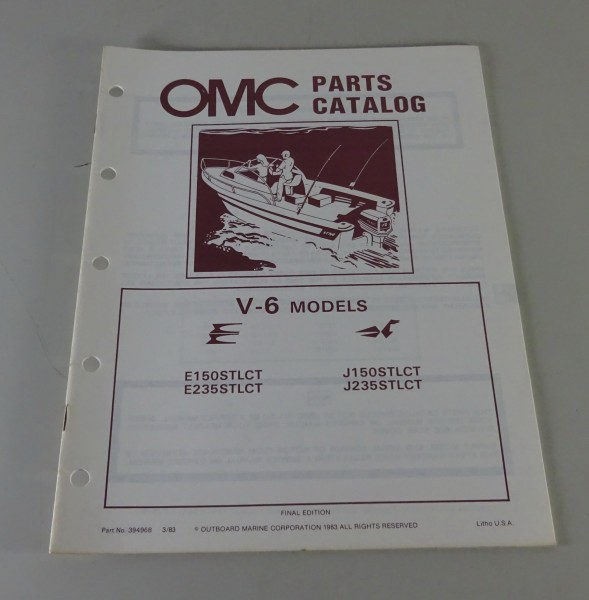 OMC PARTS CATALOG
V-6 MODELS
E150STLCT J150STLCT
E235STLCT J235STLCT
FINAL EDITION
Part No. 394968 3/83 © OUTBOARD MARINE CORPORATION 1983 ALL RIGHTS RESERVED Litho U.S.A.